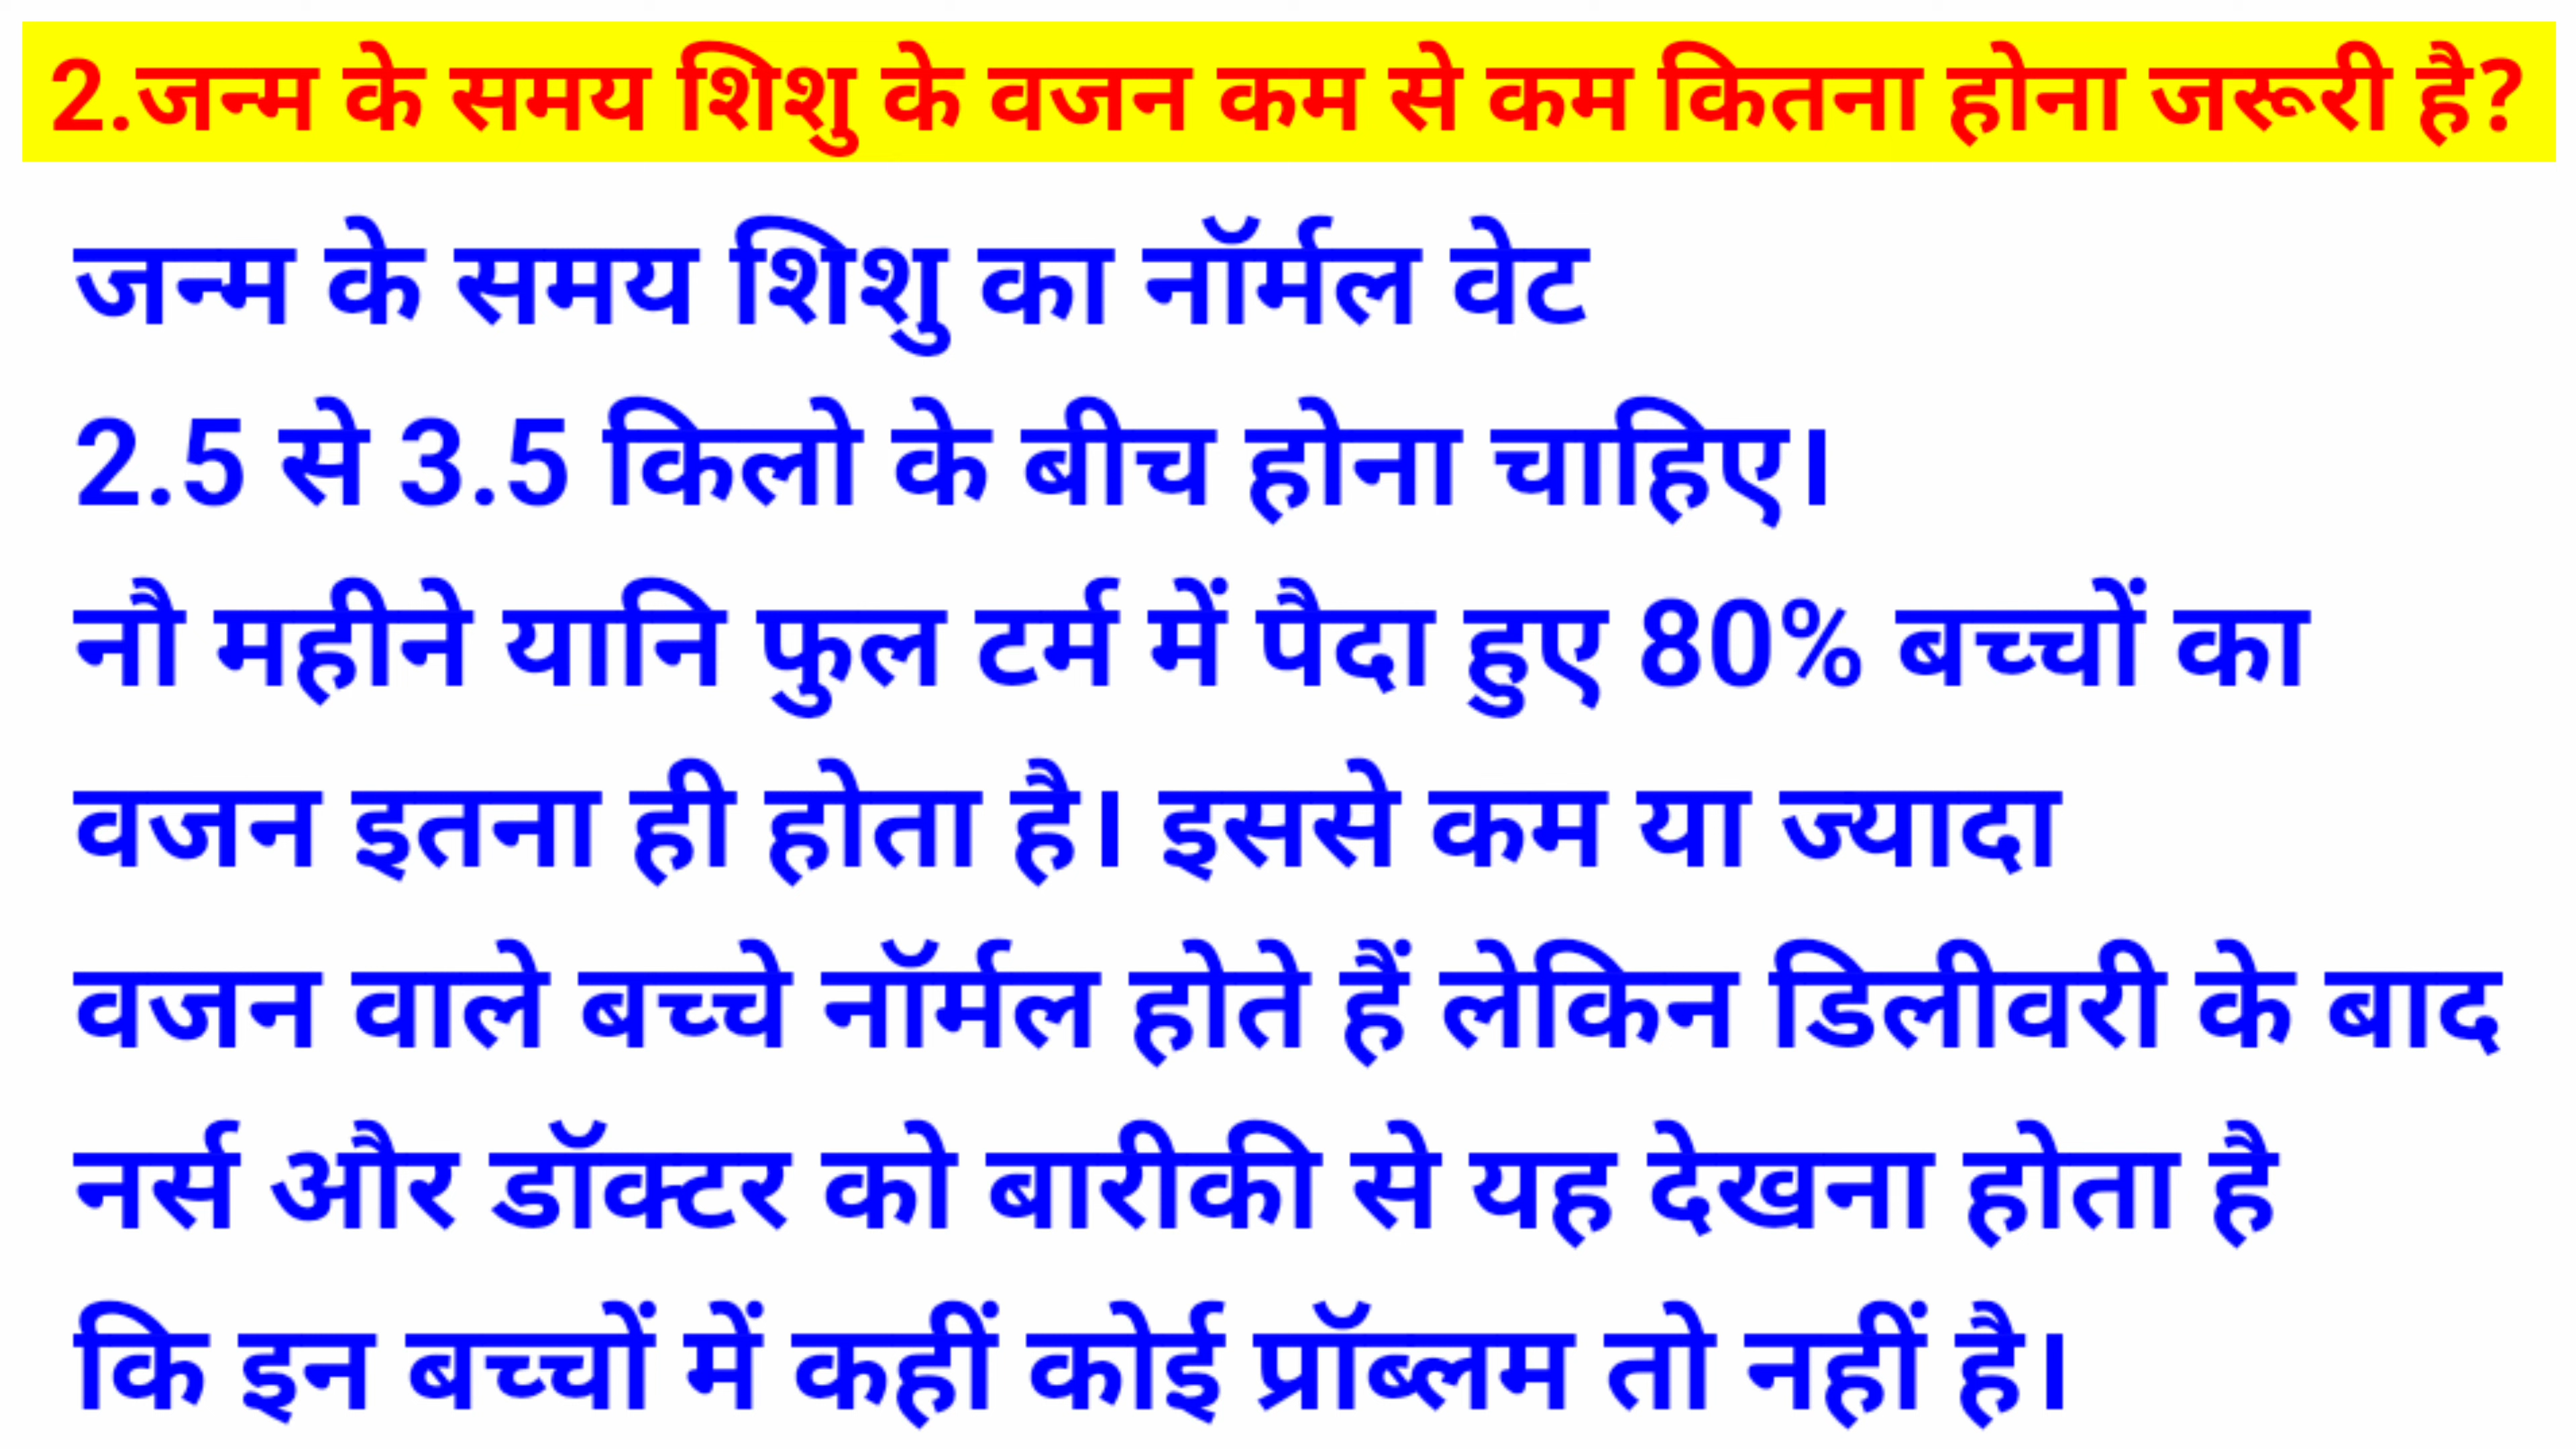 2.जन्म के समय शिशु के वजन कम से कम कितना होना जरूरी है?
जन्म के समय शिशु का नॉर्मल वेट
2.5 से 3.5 किलो के बीच होना चाहिए।
नौ महीने यानि फुल टर्म में पैदा हुए 80% बच्चों का
वजन इतना ही होता है। इससे कम या ज्यादा
वजन वाले बच्चे नॉर्मल होते हैं लेकिन डिलीवरी के बाद
नर्स और डॉक्टर को बारीकी से यह देखना होता है
कि इन बच्चों में कहीं कोई प्रॉब्लम तो नहीं है।